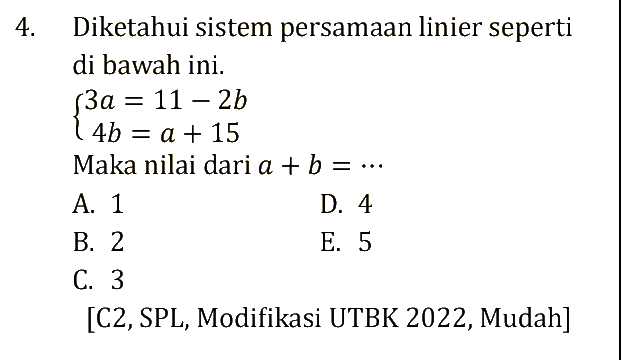 4. Diketahui sistem persamaan linier seperti
di bawah ini.
{3a = 11 − 2b
4b = a + 15
Maka nilai dari a + b = ⋯
A. 1 D. 4
B. 2 E. 5
C. 3
[C2, SPL, Modifikasi UTBK 2022, Mudah]